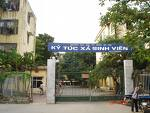 KÝ TÚC XÁ SINH VIÊN